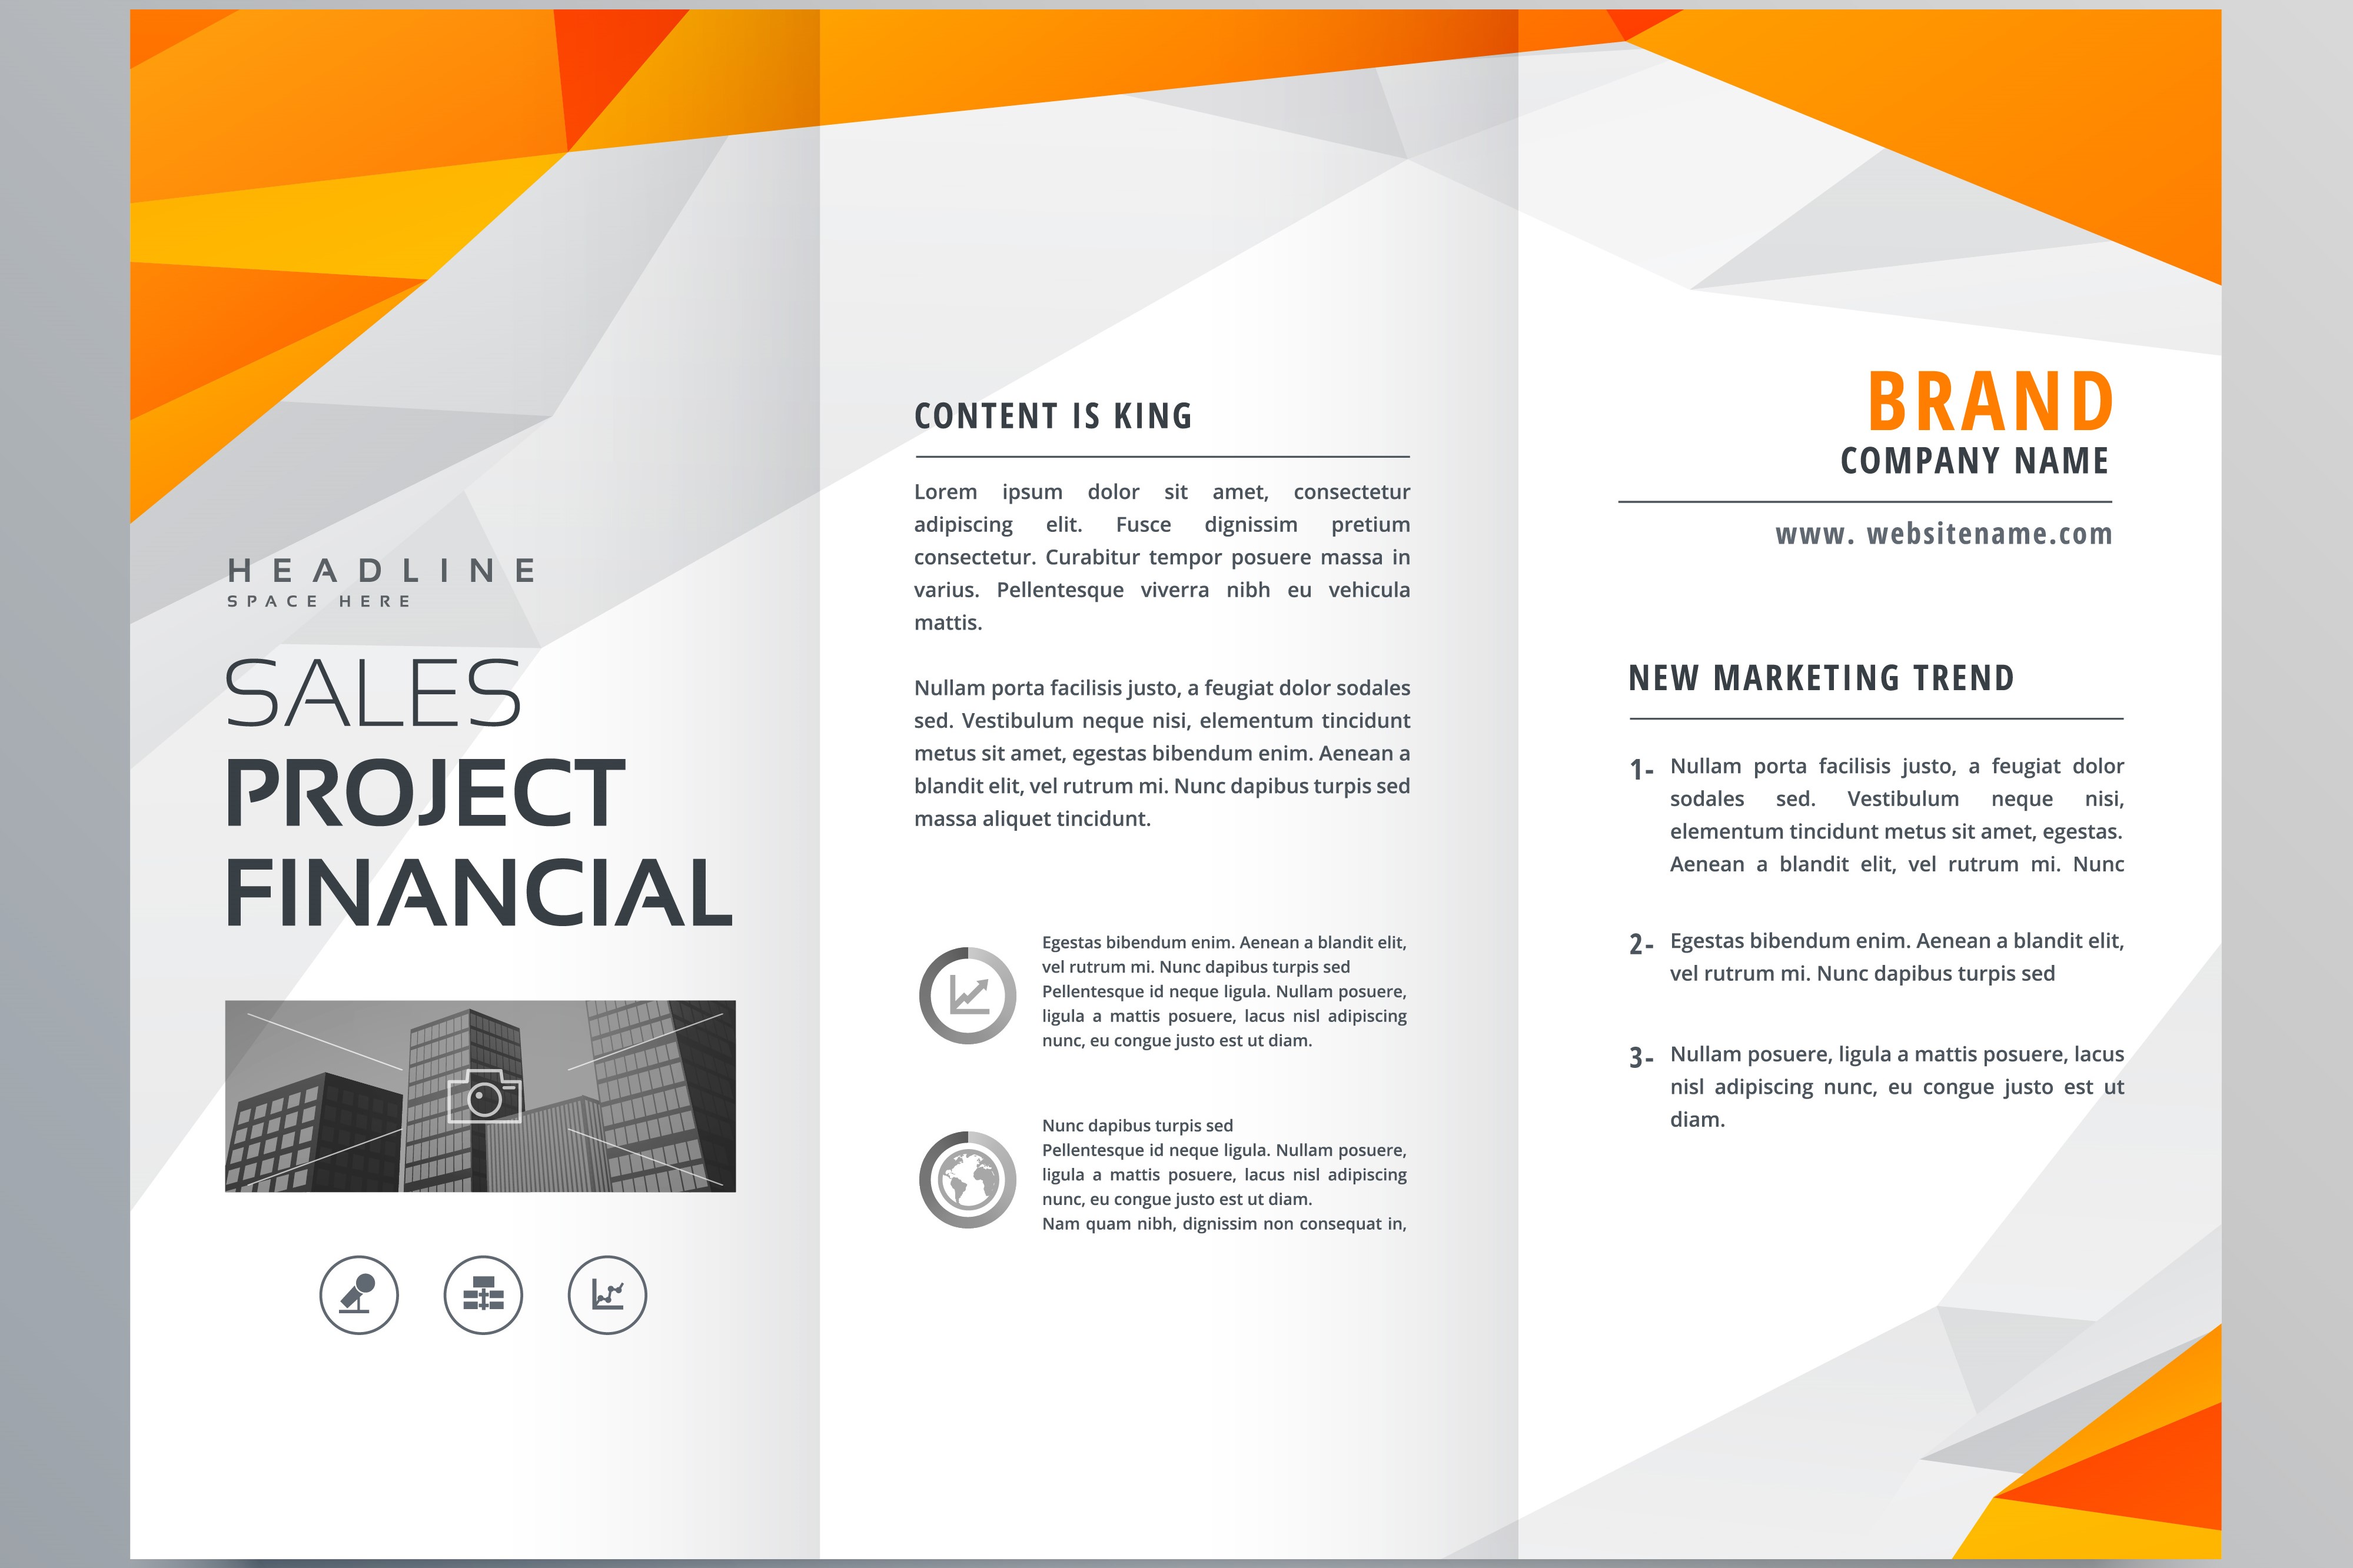 HEADLINE
SPACE HERE
SALES
PROJECT
FINANCIAL
CONTENT IS KING
Lorem ipsum dolor sit amet, consectetur
adipiscing elit. Fusce dignissim pretium
consectetur. Curabitur tempor posuere massa in
varius. Pellentesque viverra nibh eu vehicula
mattis.
Nullam porta facilisis justo, a feugiat dolor sodales
sed. Vestibulum neque nisi, elementum tincidunt
metus sit amet, egestas bibendum enim. Aenean a
blandit elit, vel rutrum mi. Nunc dapibus turpis sed
massa aliquet tincidunt.
Egestas bibendum enim. Aenean a blandit elit,
vel rutrum mi. Nunc dapibus turpis sed
Pellentesque id neque ligula. Nullam posuere,
ligula a mattis posuere, lacus nisl adipiscing
nunc, eu congue justo est ut diam.
Nunc dapibus turpis sed
Pellentesque id neque ligula. Nullam posuere,
ligula a mattis posuere, lacus nisl adipiscing
nunc, eu congue justo est ut diam.
Nam quam nibh, dignissim non consequat in,
BRAND
COMPANY NAME
www. websitename.com
NEW MARKETING TREND
1- Nullam porta facilisis justo, a feugiat dolor
sodales sed. Vestibulum neque nisi,
elementum tincidunt metus sit amet, egestas.
Aenean a blandit elit, vel rutrum mi. Nunc
2- Egestas bibendum enim. Aenean a blandit elit,
vel rutrum mi. Nunc dapibus turpis sed
3- Nullam posuere, ligula a mattis posuere, lacus
nisl adipiscing nunc, eu congue justo est ut
diam.